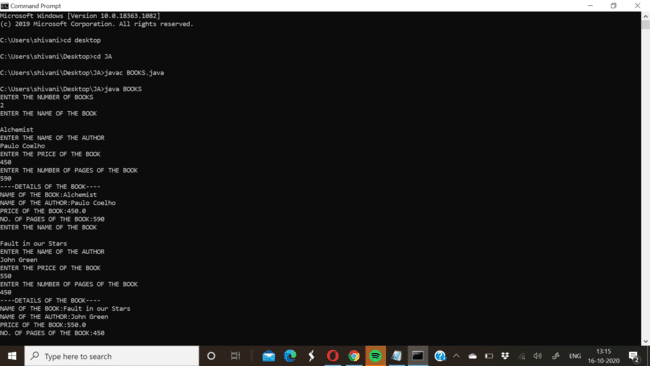 Command Prompt
Microsoft Windows [Version 10.0.18363.1082]
(c) 2019 Microsoft Corporation. All rights reserved.
C:\Users\shivani>cd desktop
C:\Users\shivani\Desktop>cd JA
C:\Users\shivani\Desktop\JA>javac BOOKS.java
C:\Users\shivani\Desktop\JA>java BOOKS
ENTER THE NUMBER OF BOOKS
2
ENTER THE NAME OF THE BOOK
Alchemist
ENTER THE NAME OF THE AUTHOR
Paulo Coelho
ENTER THE PRICE OF THE BOOK
450
ENTER THE NUMBER OF PAGES OF THE BOOK
590
----DETAILS OF THE BOOK----
NAME OF THE BOOK:Alchemist
NAME OF THE AUTHOR:Paulo Coelho
PRICE OF THE BOOK:450.0
NO. OF PAGES OF THE BOOK:590
ENTER THE NAME OF THE BOOK
Fault in our Stars
ENTER THE NAME OF THE AUTHOR
John Green
ENTER THE PRICE OF THE BOOK
550
ENTER THE NUMBER OF PAGES OF THE BOOK
450
----DETAILS OF THE BOOK----
NAME OF THE BOOK:Fault in our Stars
NAME OF THE AUTHOR:John Green
PRICE OF THE BOOK:550.0
NO. OF PAGES OF THE BOOK:450
Type here to search
ENG
13:15
16-10-2020
2